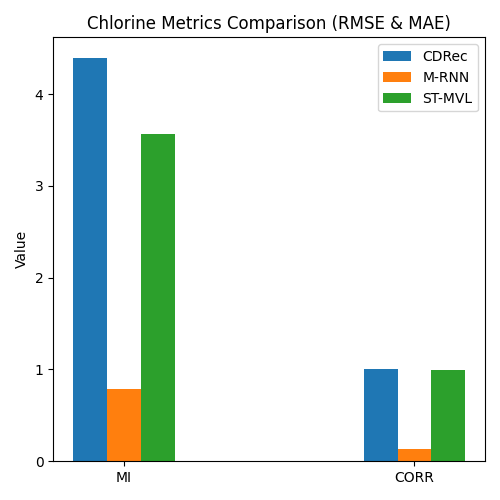 Chlorine Metrics Comparison (RMSE & MAE)
CDRec
M-RNN
ST-MVL
Value
4
3
2
1
0
MI
CORR